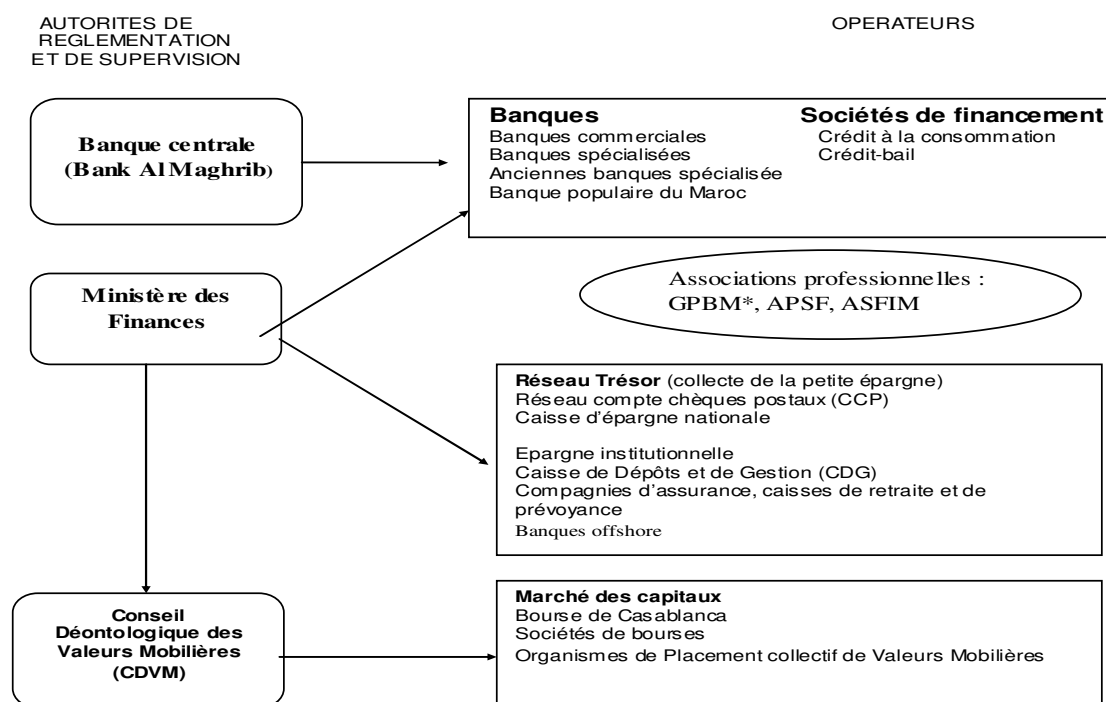 AUTORITES DE
REGLEMENTATION
ET DE SUPERVISION
OPERATEURS
Banque centrale
(Bank Al Maghrib)
Banques
Banques commerciales
Banques spécialisées
Anciennes banques spécialisée
Banque populaire du Maroc
Sociétés de financement
Crédit à la consommation
Crédit-bail
Ministère des
Finances
Associations professionnelles :
GPBM*, APSF, ASFIM
Réseau Trésor (collecte de la petite épargne)
Réseau compte chèques postaux (CCP)
Caisse d'épargne nationale
Epargne institutionnelle
Caisse de Dépôts et de Gestion (CDG)
Compagnies d'assurance, caisses de retraite et de
prévoyance
Banques offshore
Conseil
Déontologique des
Valeurs Mobilières
(CDVM)
Marché des capitaux
Bourse de Casablanca
Sociétés de bourses
Organismes de Placement collectif de Valeurs Mobilières